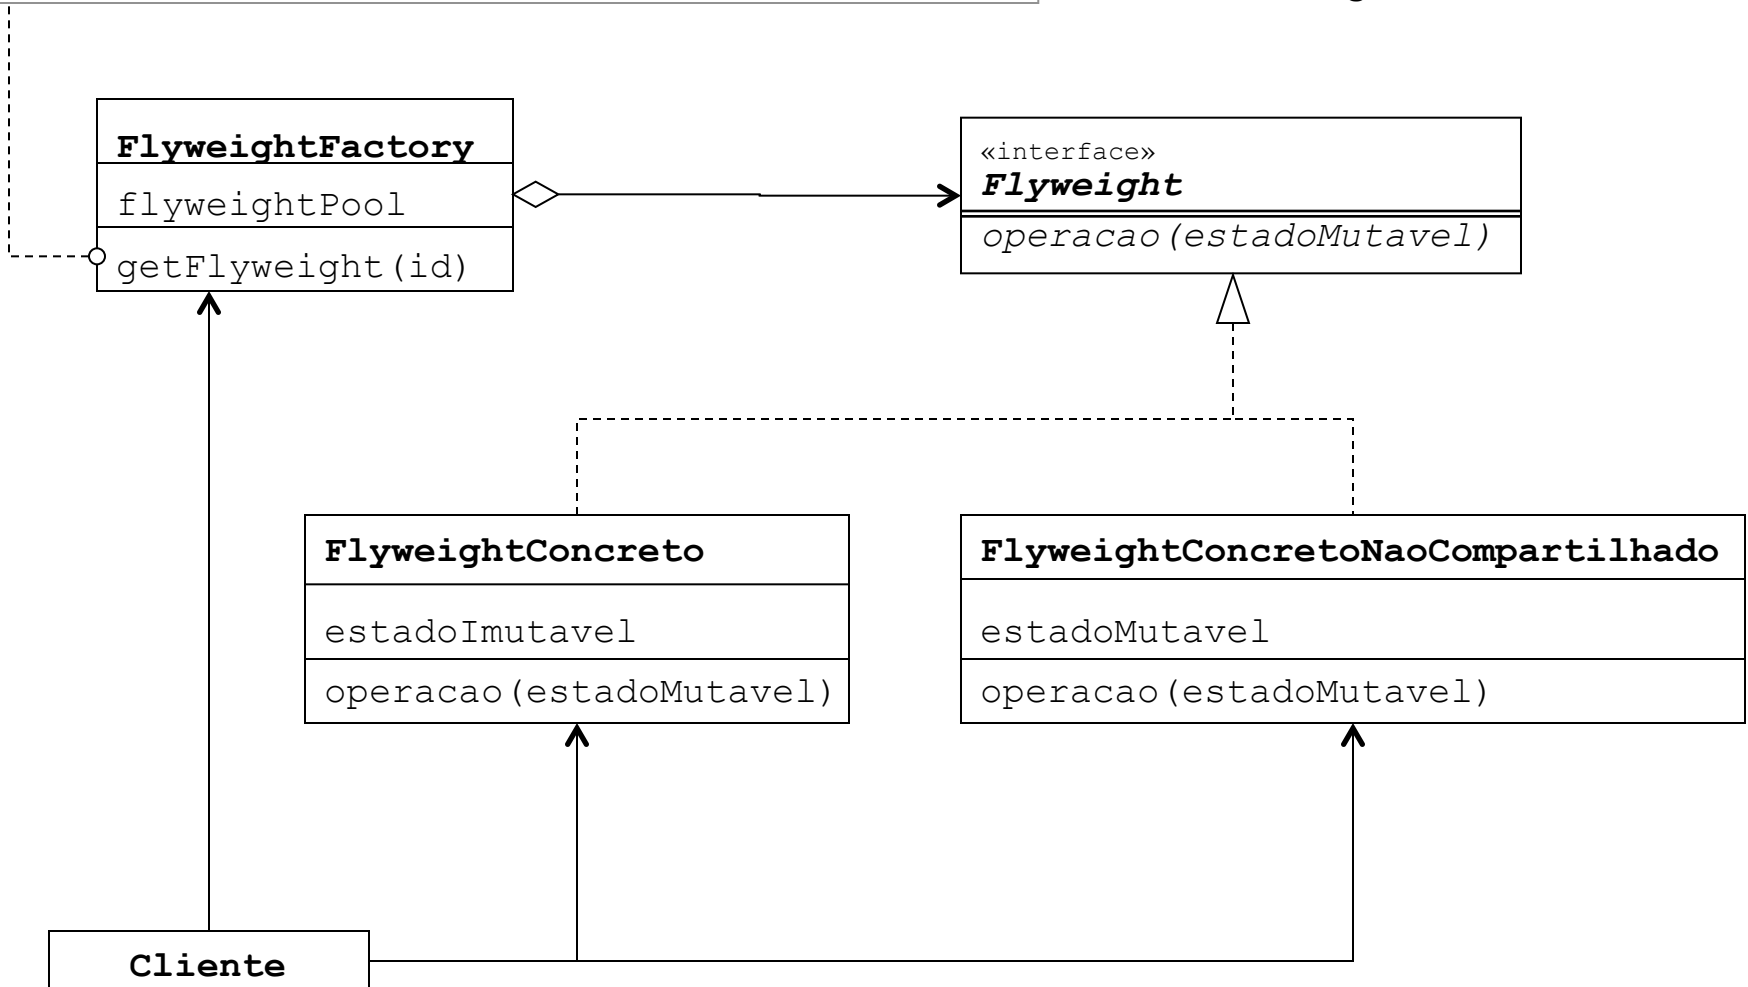 FlyweightFactory
flyweightPool
getFlyweight(id)
«interface»
Flyweight
operacao(estadoMutavel)
FlyweightConcreto
estadoImutavel
operacao(estadoMutavel)
FlyweightConcretoNaoCompartilhado
estadoMutavel
operacao(estadoMutavel)
Cliente